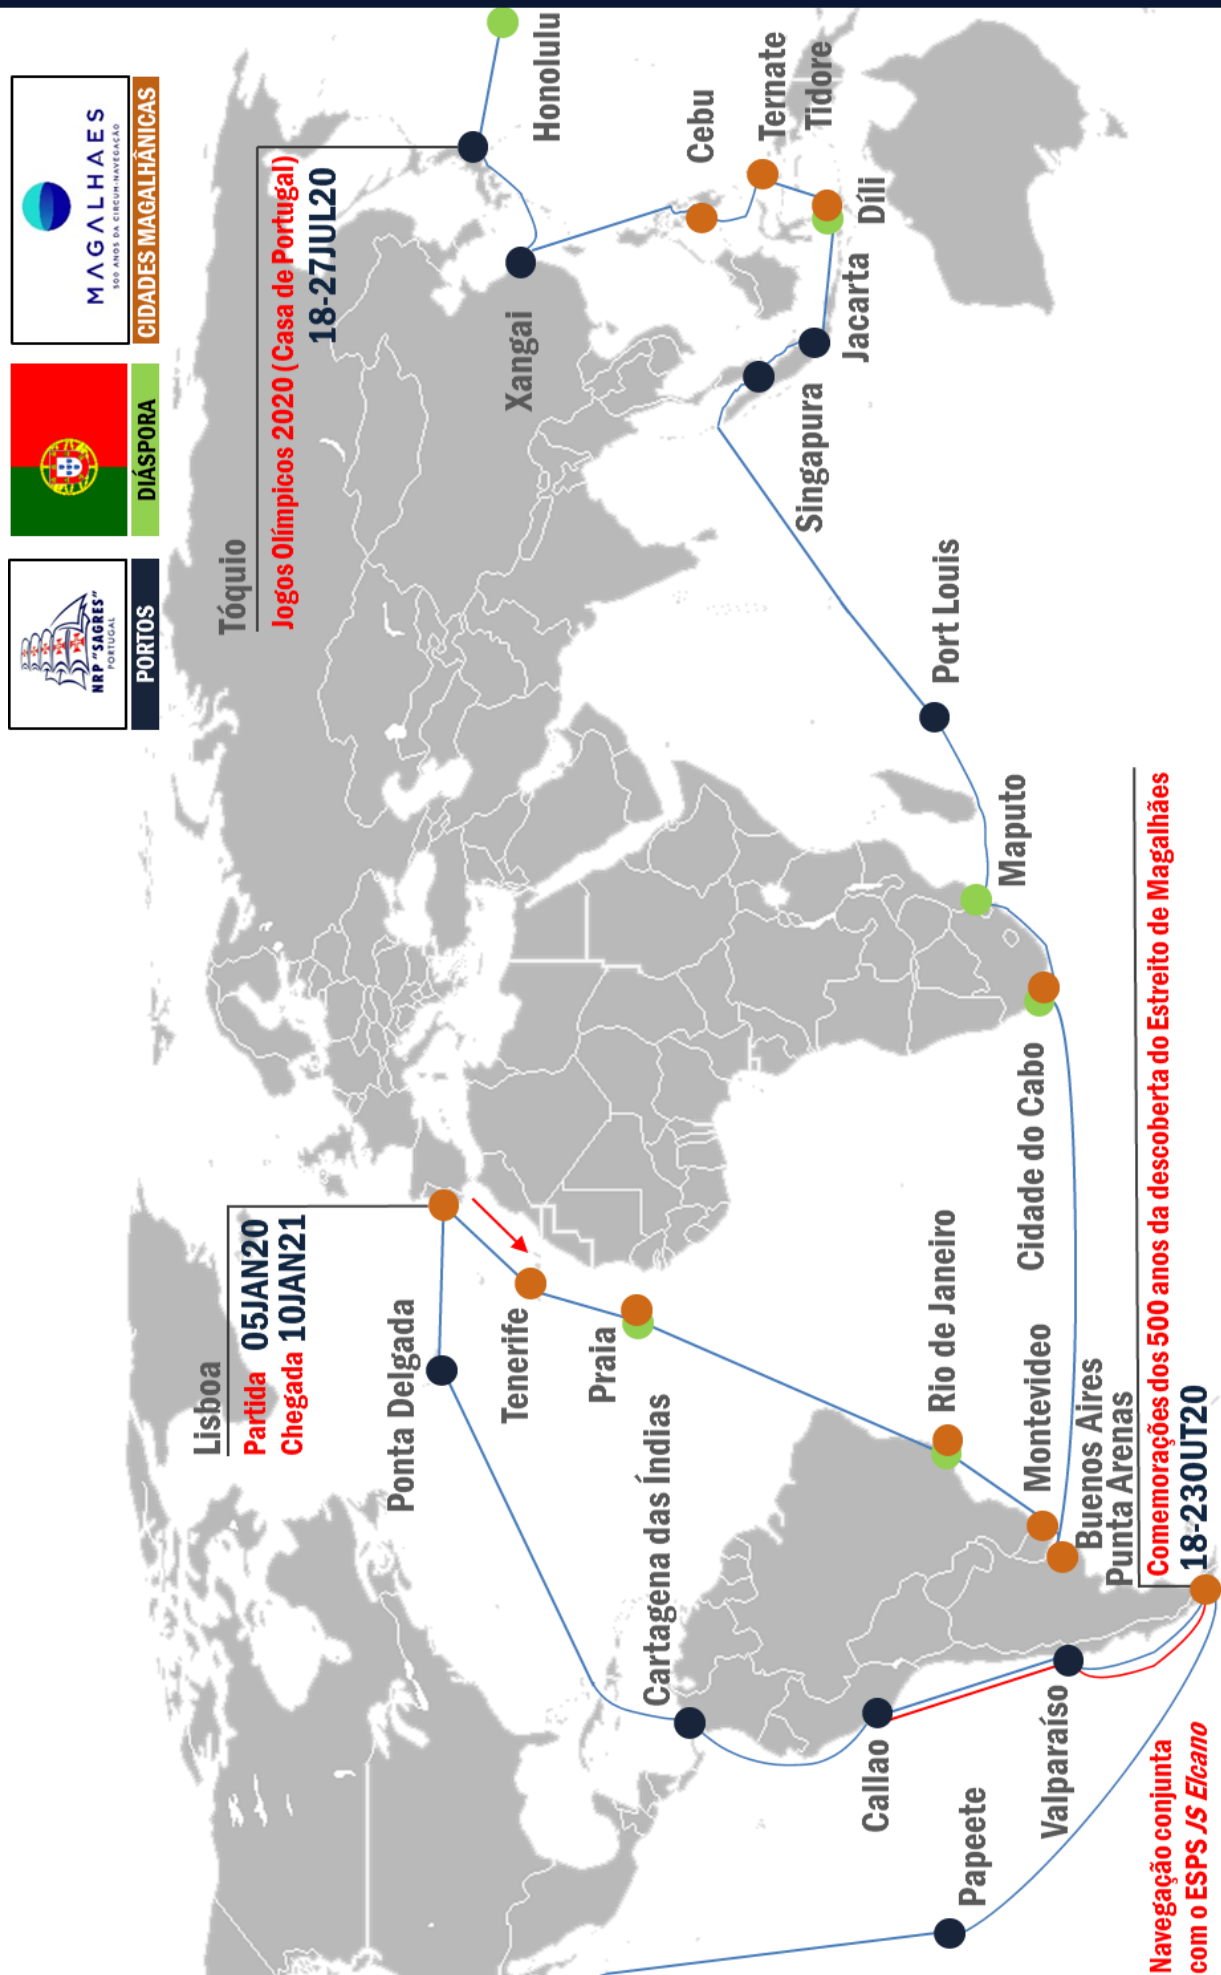 NRP "SAGRES"
PORTUGAL
PORTOS
DIÁSPORA
MAGALHAES
500 ANOS DA CIRCUM-NAVEGAÇÃO
CIDADES MAGALHÂNICAS
Lisboa
Partida 05JAN20
Chegada 10JAN21
Tóquio
Jogos Olímpicos 2020 (Casa de Portugal)
18-27JUL20
Ponta Delgada
Tenerife
Praia
Cartagena das Índias
Xangai
Honolulu
Cebu
Ternate
Tidore
Díli
Jacarta
Singapura
Port Louis
Maputo
Cidade do Cabo
Rio de Janeiro
Montevideo
Buenos Aires
Punta Arenas
Comemorações dos 500 anos da descoberta do Estreito de Magalhães
18-23OUT20
Callao
Papeete
Valparaíso
Navegação conjunta
com o ESPS JS Elcano